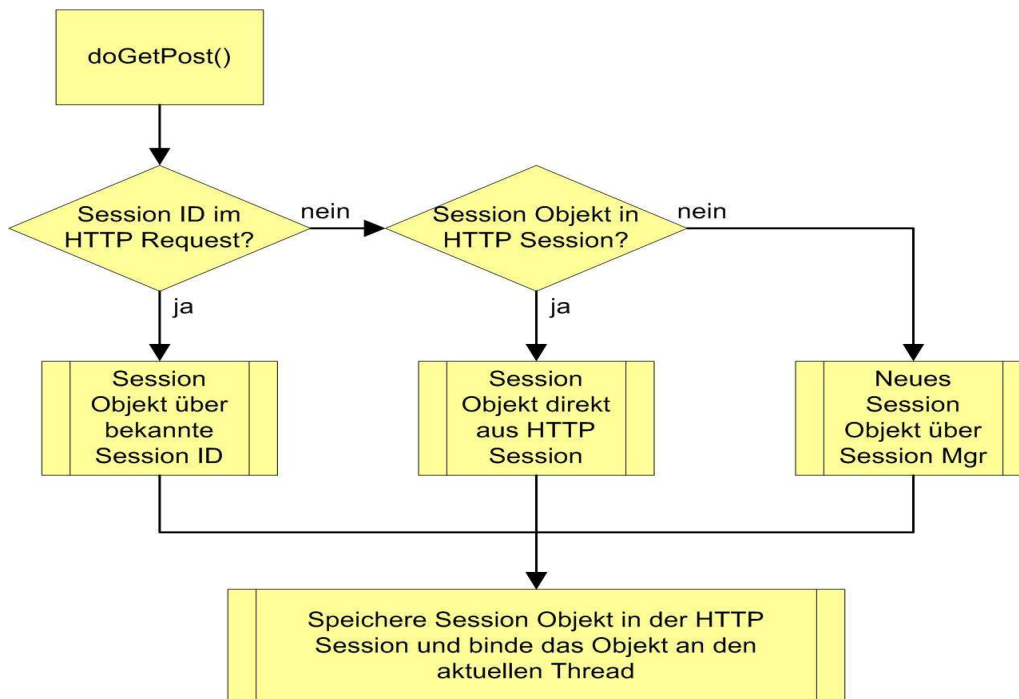 doGetPost()
Session ID im
HTTP Request?
nein
Session Objekt in
HTTP Session?
nein
ja
ja
Session
Objekt über
bekannte
Session ID
Session
Objekt direkt
aus HTTP
Session
Neues
Session
Objekt über
Session Mgr
Speichere Session Objekt in der HTTP
Session und binde das Objekt an den
aktuellen Thread